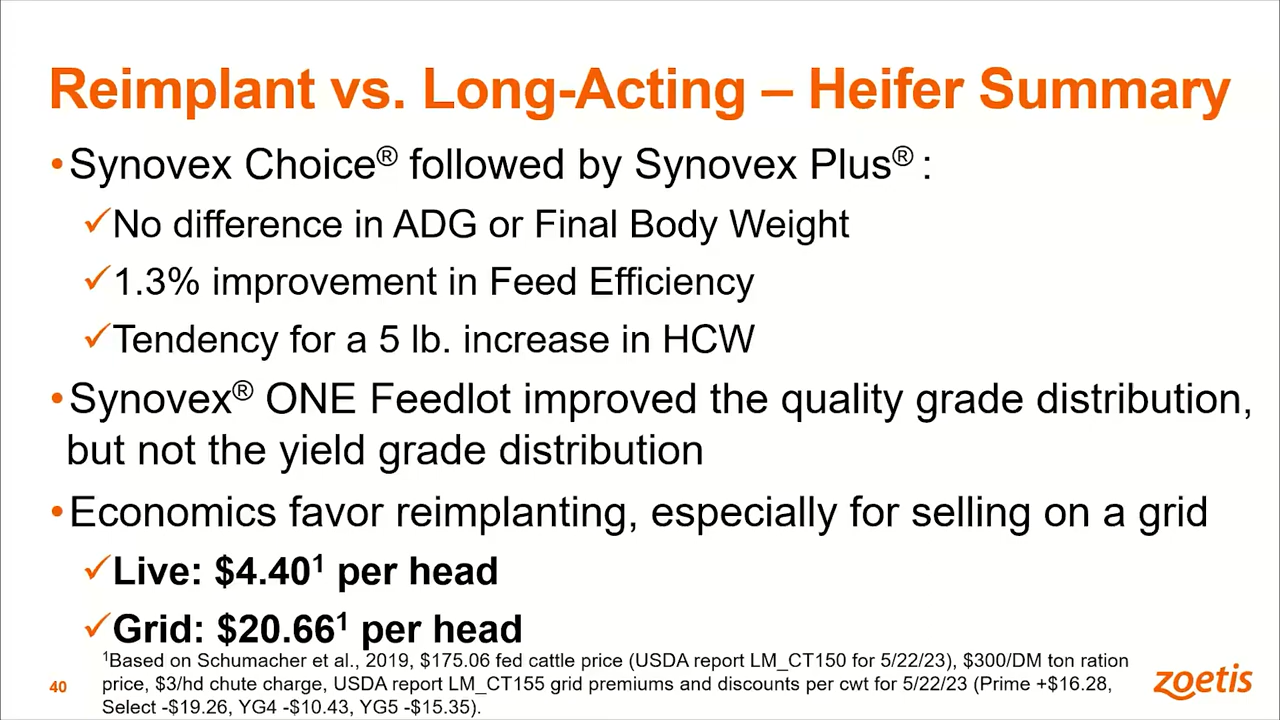 Reimplant vs. Long-Acting – Heifer Summary
•Synovex Choice® followed by Synovex Plus® :
✓No difference in ADG or Final Body Weight
✓1.3% improvement in Feed Efficiency
✓Tendency for a 5 lb. increase in HCW
•Synovex® ONE Feedlot improved the quality grade distribution,
but not the yield grade distribution
•Economics favor reimplanting, especially for selling on a grid
✓Live: $4.40¹ per head
✓Grid: $20.66¹ per head
¹Based on Schumacher et al., 2019, $175.06 fed cattle price (USDA report LM_CT150 for 5/22/23), $300/DM ton ration
price, $3/hd chute charge, USDA report LM_CT155 grid premiums and discounts per cwt for 5/22/23 (Prime +$16.28,
Select -$19.26, YG4 -$10.43, YG5 -$15.35).
40
zoetis